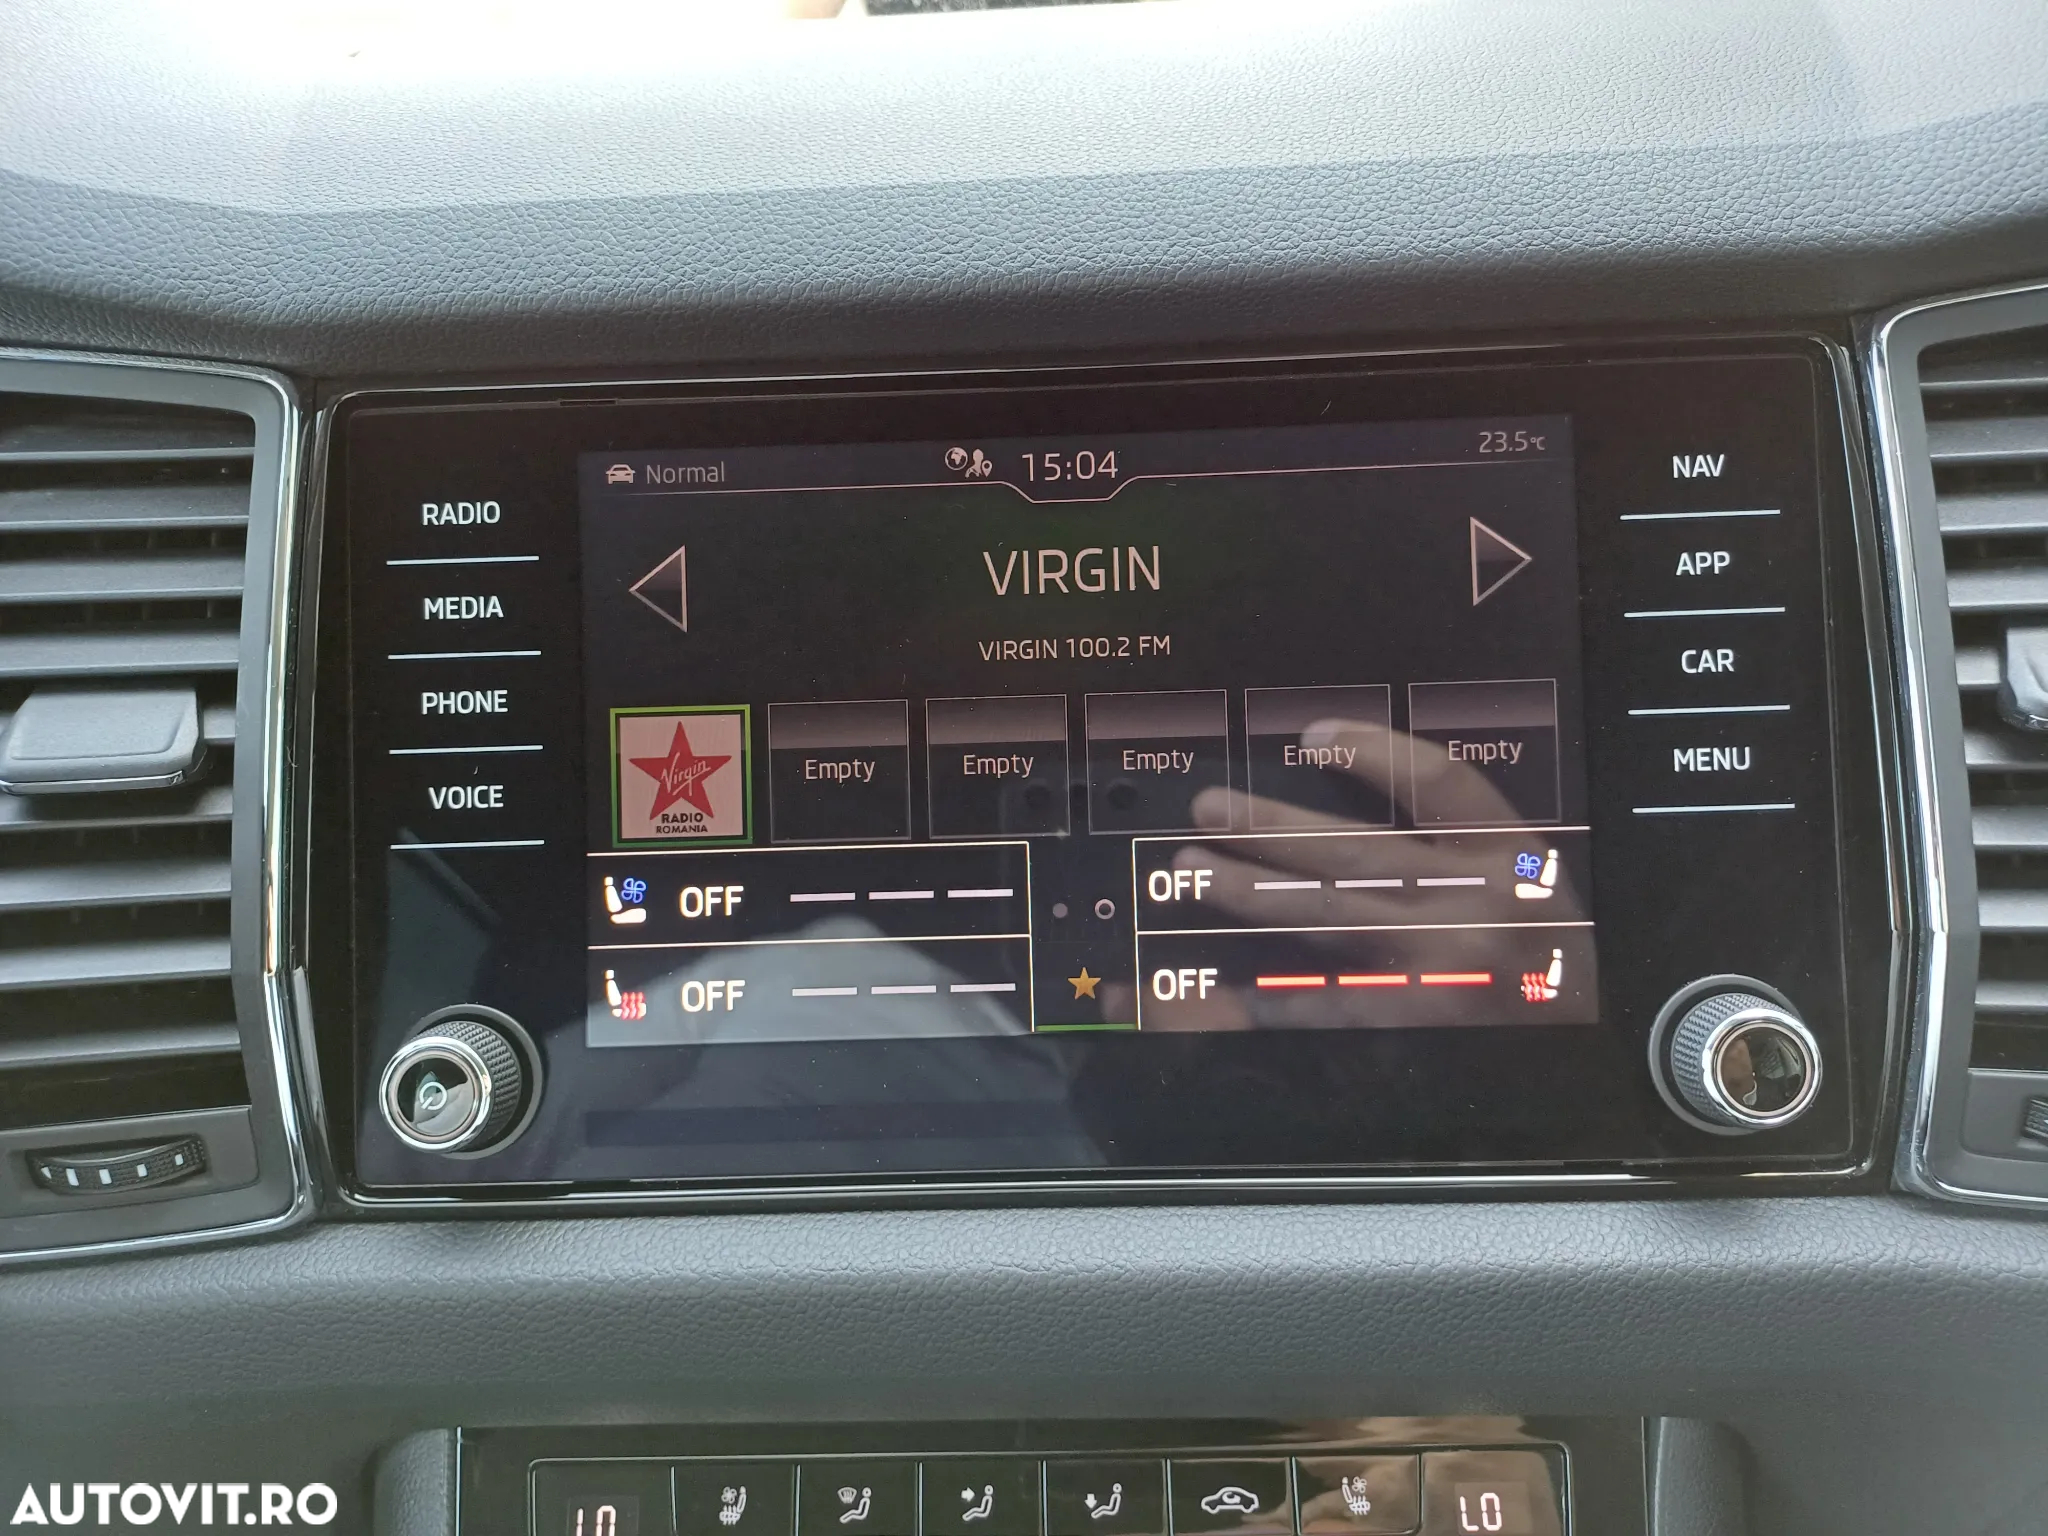 Normal
15:04
23.5°C
RADIO
MEDIA
PHONE
VOICE
NAV
APP
CAR
MENU
VIRGIN
VIRGIN 100.2 FM
Virgin
RADIO
ROMANIA
Empty
Empty
Empty
Empty
Empty
OFF
OFF
OFF
OFF
LO
LO
AUTOVIT.RO